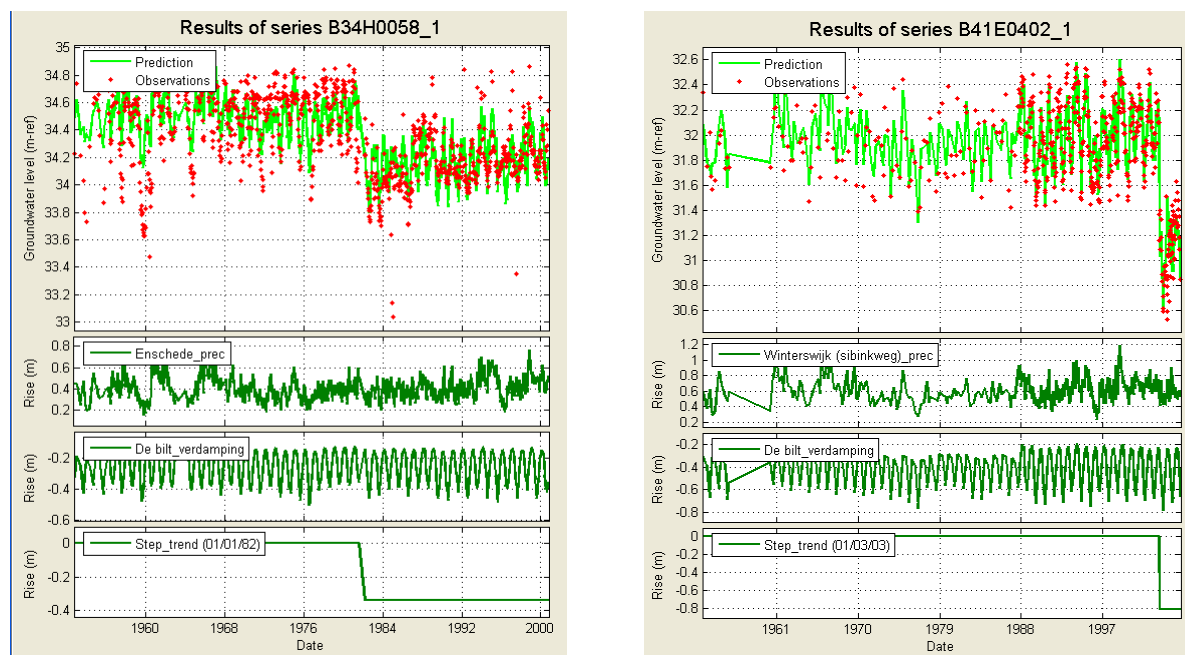 Results of series B34H0058_1
35
34.8
34.6
34.4
34.2
34
33.8
33.6
33.4
33.2
33
Groundwater level (m-ref)
Prediction
Observations
0.8
0.6
0.4
0.2
Rise (m)
Enschede_prec
-0.2
-0.4
-0.6
Rise (m)
De bilt_verdamping
0
-0.2
-0.4
Rise (m)
Step_trend (01/01/82)
1960 1968 1976 1984 1992 2000
Date
Results of series B41E0402_1
32.6
32.4
32.2
32
31.8
31.6
31.4
31.2
31
30.8
30.6
Groundwater level (m-ref)
Prediction
Observations
1.2
1
0.8
0.6
0.4
0.2
Rise (m)
Winterswijk (sibinkweg)_prec
-0.2
-0.4
-0.6
-0.8
Rise (m)
De bilt_verdamping
0
-0.2
-0.4
-0.6
-0.8
Rise (m)
Step_trend (01/03/03)
1961 1970 1979 1988 1997
Date